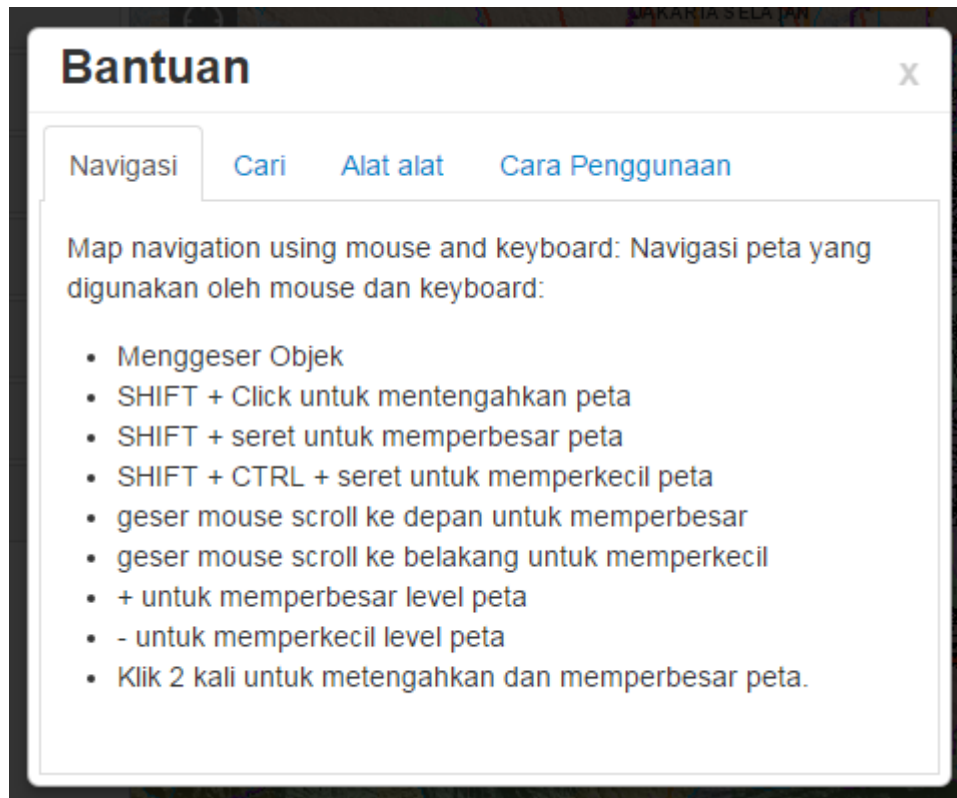 JAKARTA SELATAN
Bantuan
x
Navigasi Cari Alat alat Cara Penggunaan
Map navigation using mouse and keyboard: Navigasi peta yang
digunakan oleh mouse dan keyboard:
• Menggeser Objek
• SHIFT + Click untuk mentengahkan peta
• SHIFT + seret untuk memperbesar peta
• SHIFT + CTRL + seret untuk memperkecil peta
• geser mouse scroll ke depan untuk memperbesar
• geser mouse scroll ke belakang untuk memperkecil
• + untuk memperbesar level peta
• - untuk memperkecil level peta
• Klik 2 kali untuk metengahkan dan memperbesar peta.